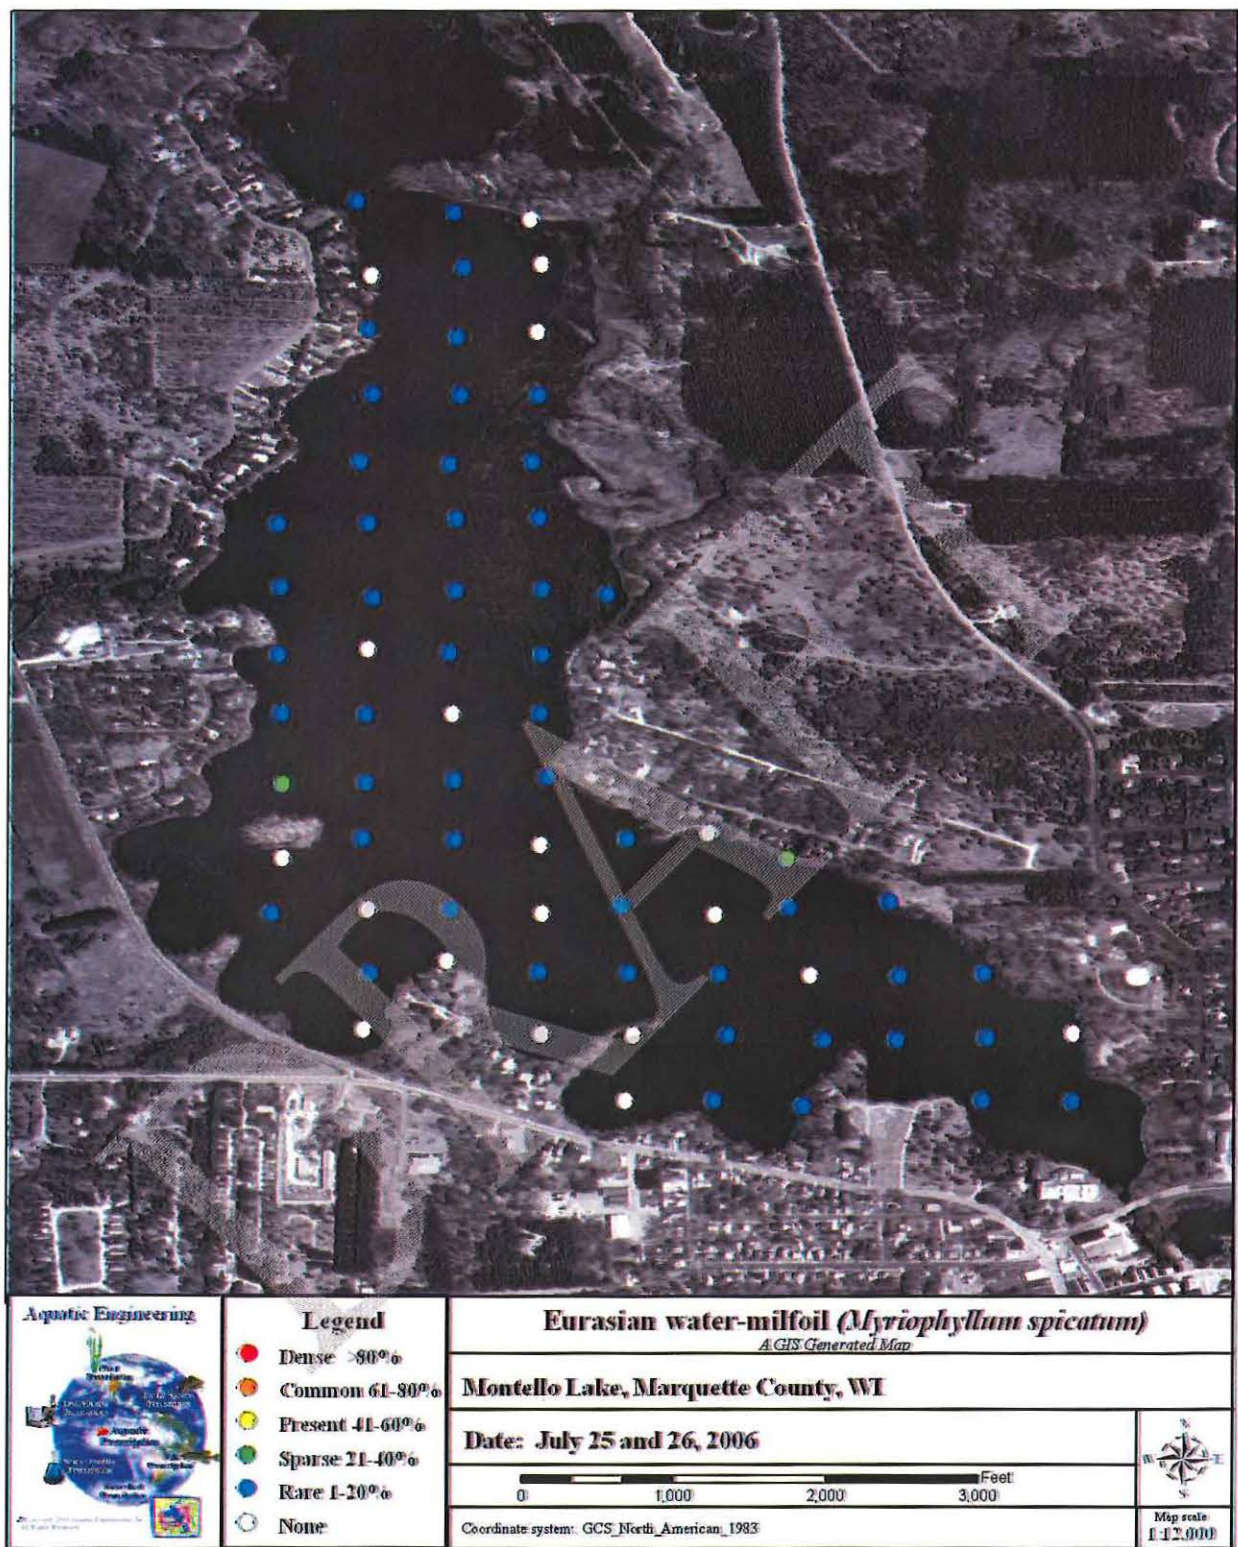 DRAFT
Aquatic Engineering
Aquatic
Legend
Dense >80%
Common 61-80%
Present 41-60%
Sparse 21-40%
Rare 1-20%
None
Eurasian water-milfoil (Myriophyllum spicatum)
A GIS Generated Map
Montello Lake, Marquette County, WI
Date: July 25 and 26, 2006
Feet
0 1,000 2,000 3,000
Coordinate system: GCS_North_American_1983
N
W E
S
Map scale
1:12,000